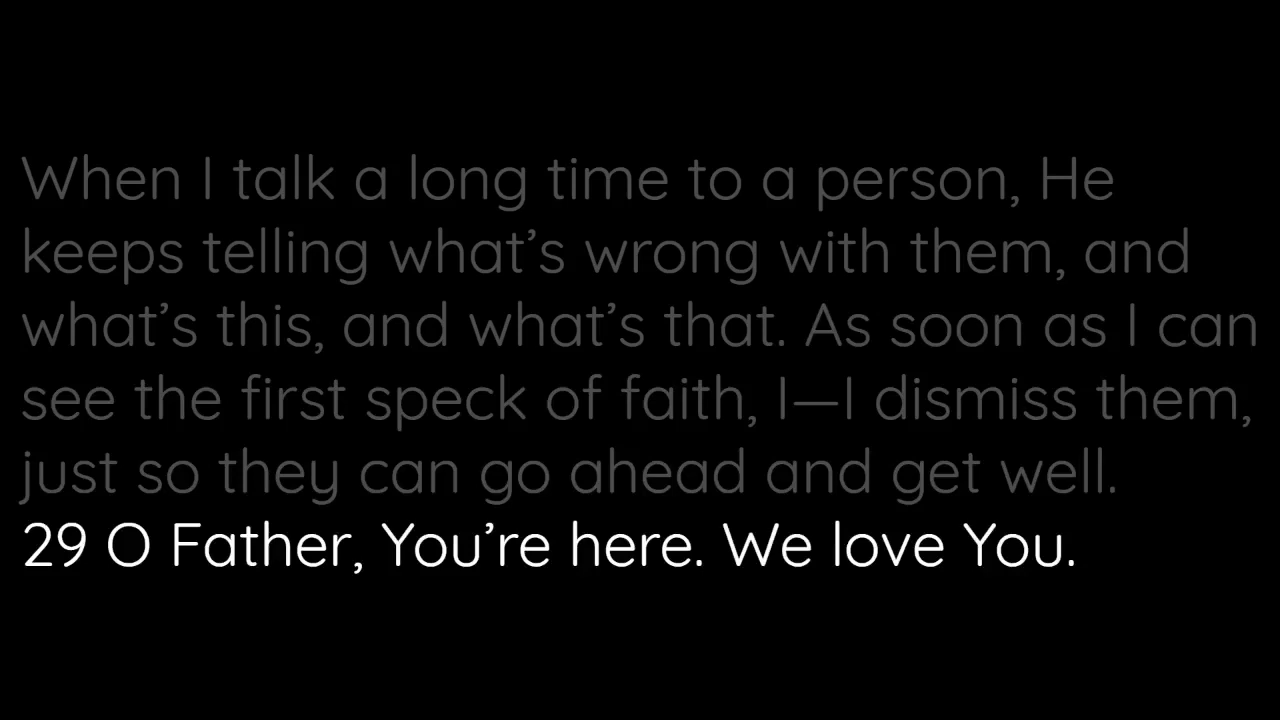 When I talk a long time to a person, He
keeps telling what’s wrong with them, and
what’s this, and what’s that. As soon as I can
see the first speck of faith, I—I dismiss them,
just so they can go ahead and get well.
29 O Father, You’re here. We love You.